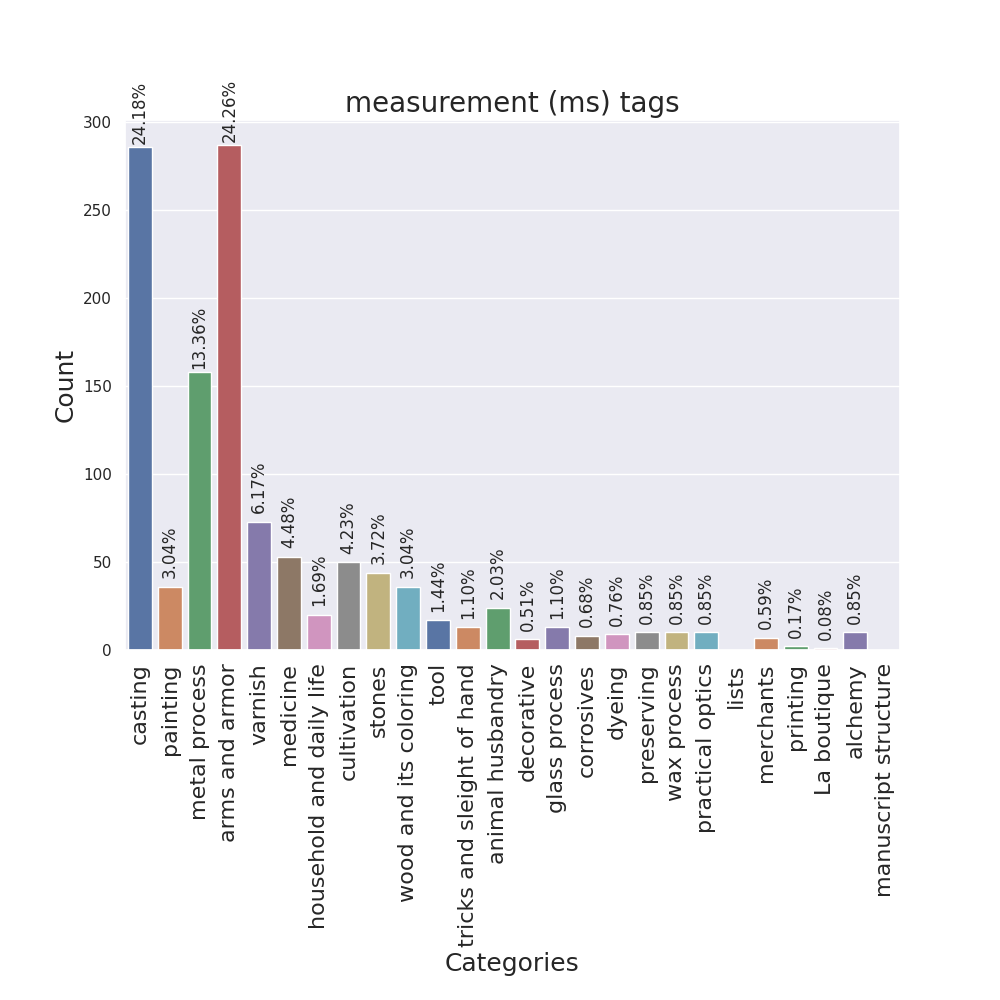 measurement (ms) tags
Count
300
250
200
150
100
50
0
24.18%
3.04%
13.36%
24.26%
6.17%
4.48%
1.69%
4.23%
3.72%
3.04%
1.44%
1.10%
2.03%
0.51%
1.10%
0.68%
0.76%
0.85%
0.85%
0.85%
0.59%
0.17%
0.08%
0.85%
casting
painting
metal process
arms and armor
varnish
medicine
household and daily life
cultivation
stones
wood and its coloring
tool
tricks and sleight of hand
animal husbandry
decorative
glass process
corrosives
dyeing
preserving
wax process
practical optics
lists
merchants
printing
La boutique
alchemy
manuscript structure
Categories